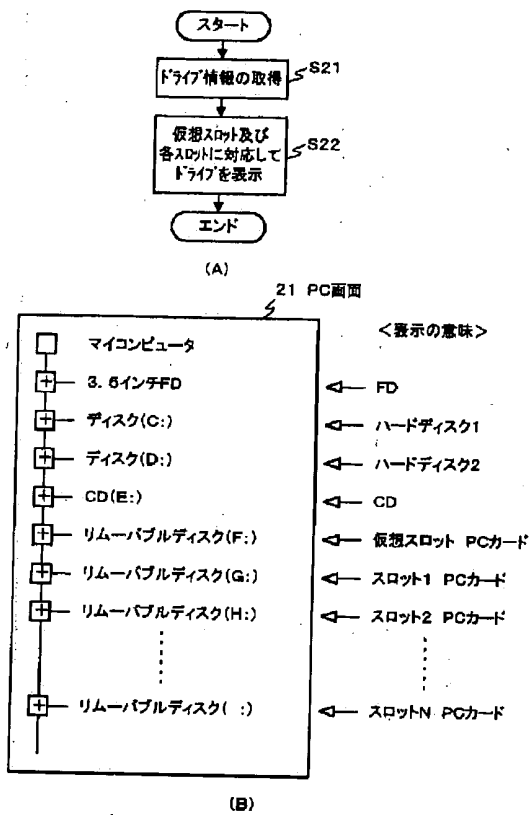 スタート
ドライブ情報の取得
S21
仮想スロット及び
各スロットに対応して
ドライブを表示
S22
エンド
(A)
21 PC画面
<表示の意味>
マイコンピュータ
3.5インチFD
FD
ディスク(C:)
ハードディスク1
ディスク(D:)
ハードディスク2
CD(E:)
CD
リムーバブルディスク(F:)
仮想スロット PCカード
リムーバブルディスク(G:)
スロット1 PCカード
リムーバブルディスク(H:)
スロット2 PCカード
リムーバブルディスク( :)
スロットN PCカード
(B)